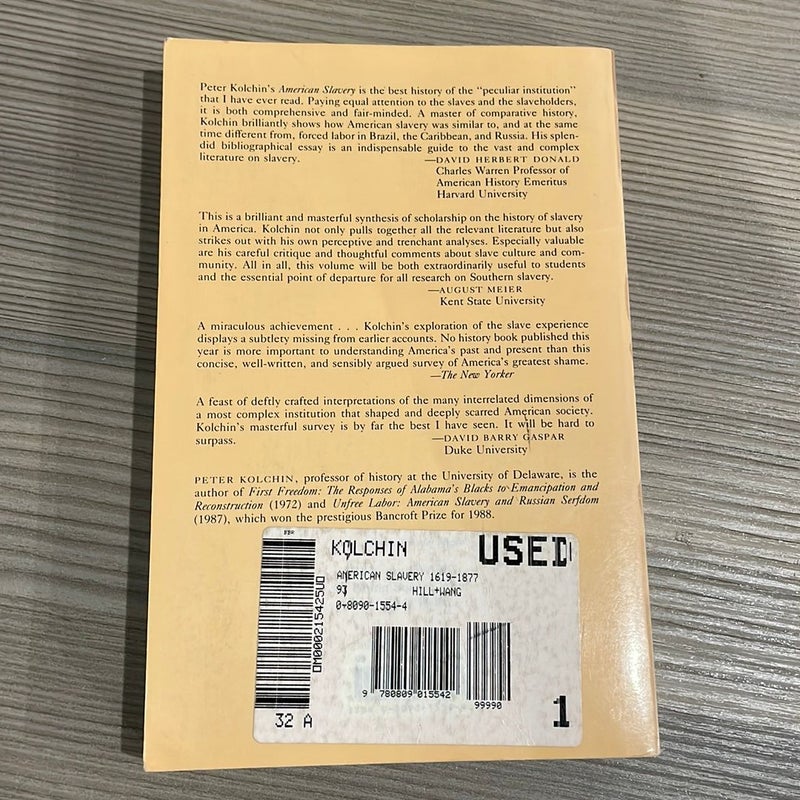 Peter Kolchin's American Slavery is the best history of the "peculiar institution"
that I have ever read. Paying equal attention to the slaves and the slaveholders,
it is both comprehensive and fair-minded. A master of comparative history,
Kolchin brilliantly shows how American slavery was similar to, and at the same
time different from, forced labor in Brazil, the Caribbean, and Russia. His splen-
did bibliographical essay is an indispensable guide to the vast and complex
literature on slavery.
—DAVID HERBERT DONALD
Charles Warren Professor of
American History Emeritus
Harvard University
This is a brilliant and masterful synthesis of scholarship on the history of slavery
in America. Kolchin not only pulls together all the relevant literature but also
strikes out with his own perceptive and trenchant analyses. Especially valuable
are his careful critique and thoughtful comments about slave culture and com-
munity. All in all, this volume will be both extraordinarily useful to students
and the essential point of departure for all research on Southern slavery.
—AUGUST MEIER
Kent State University
A miraculous achievement . . . Kolchin's exploration of the slave experience
displays a subtlety missing from earlier accounts. No history book published this
year is more important to understanding America's past and present than this
concise, well-written, and sensibly argued survey of America's greatest shame.
—The New Yorker
A feast of deftly crafted interpretations of the many interrelated dimensions of
a most complex institution that shaped and deeply scarred American society.
Kolchin's masterful survey is by far the best I have seen. It will be hard to
surpass.
—DAVID BARRY GASPAR
Duke University
PETER KOLCHIN, professor of history at the University of Delaware, is the
author of First Freedom: The Responses of Alabama's Blacks to Emancipation and
Reconstruction (1972) and Unfree Labor: American Slavery and Russian Serfdom
(1987), which won the prestigious Bancroft Prize for 1988.
KOLCHIN
USED
AMERICAN SLAVERY 1619-1877
93 HILL+WANG
0-8090-1554-4
9 780809 015542
99990
32 A
1